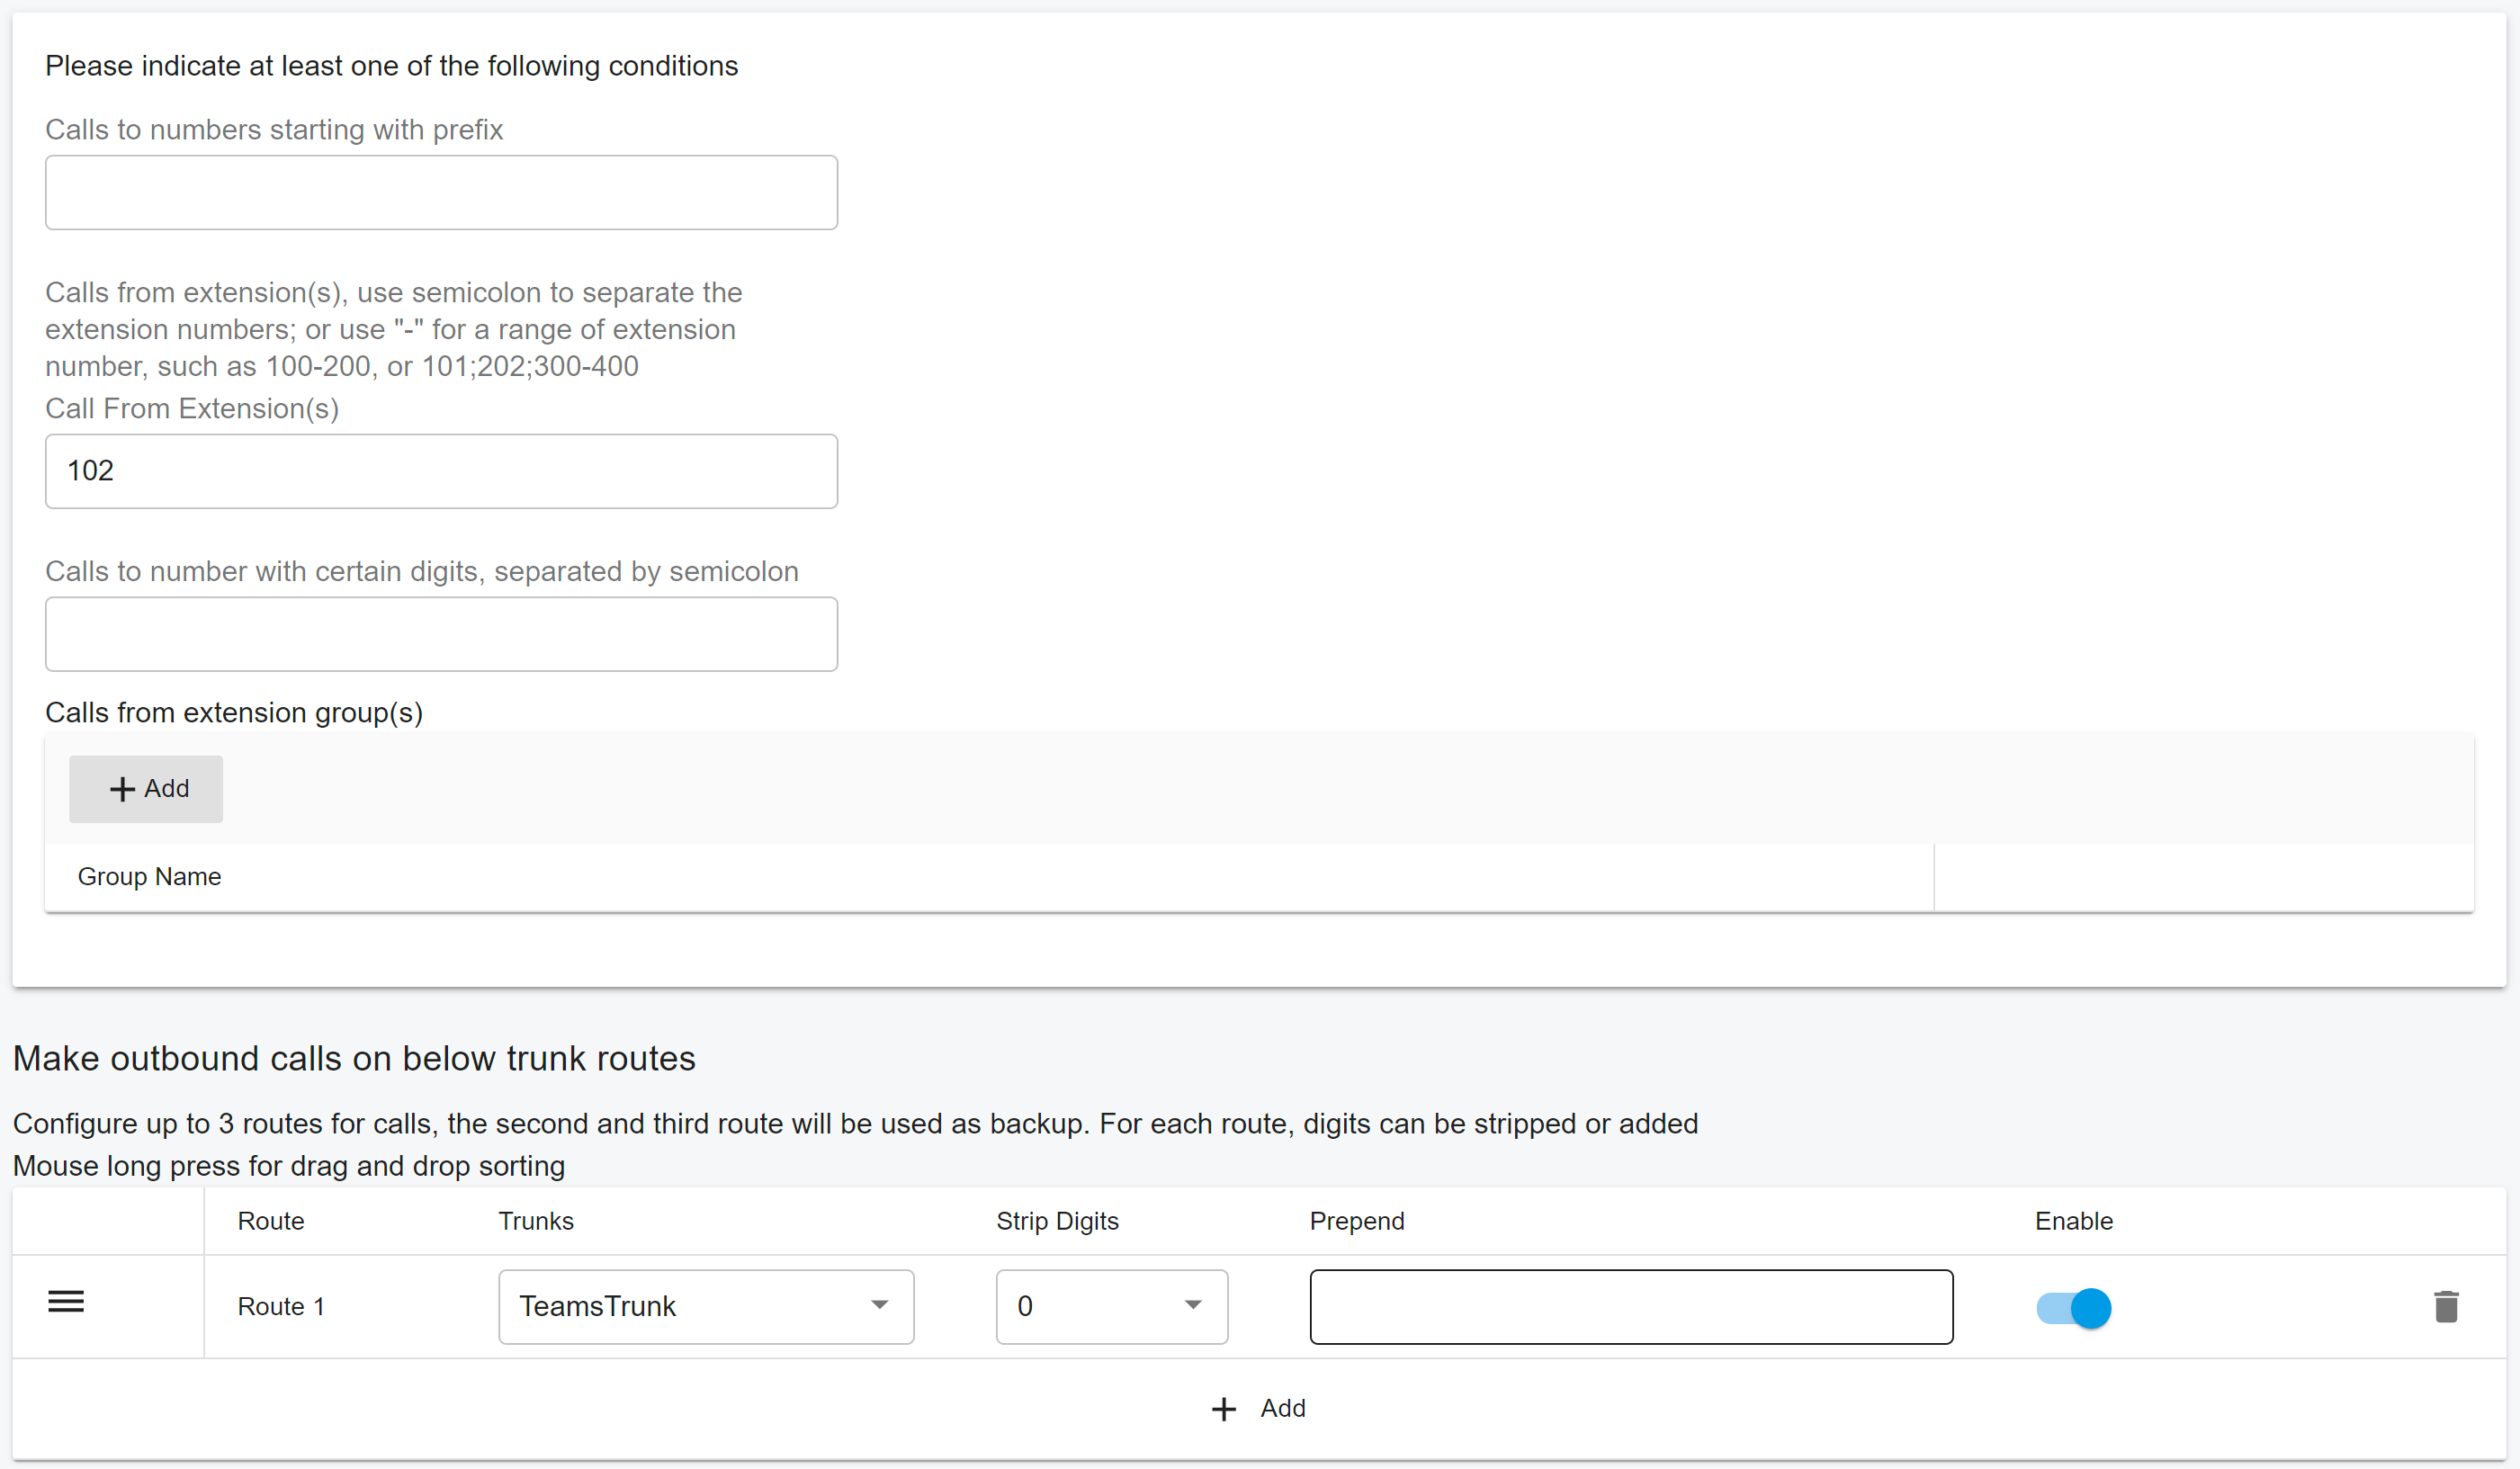 Please indicate at least one of the following conditions
Calls to numbers starting with prefix
Calls from extension(s), use semicolon to separate the
extension numbers; or use "-" for a range of extension
number, such as 100-200, or 101;202;300-400
Call From Extension(s)
102
Calls to number with certain digits, separated by semicolon
Calls from extension group(s)
Add
Group Name
Make outbound calls on below trunk routes
Configure up to 3 routes for calls, the second and third route will be used as backup. For each route, digits can be stripped or added
Mouse long press for drag and drop sorting
Route Trunks Strip Digits Prepend Enable
Route 1 TeamsTrunk 0
Add